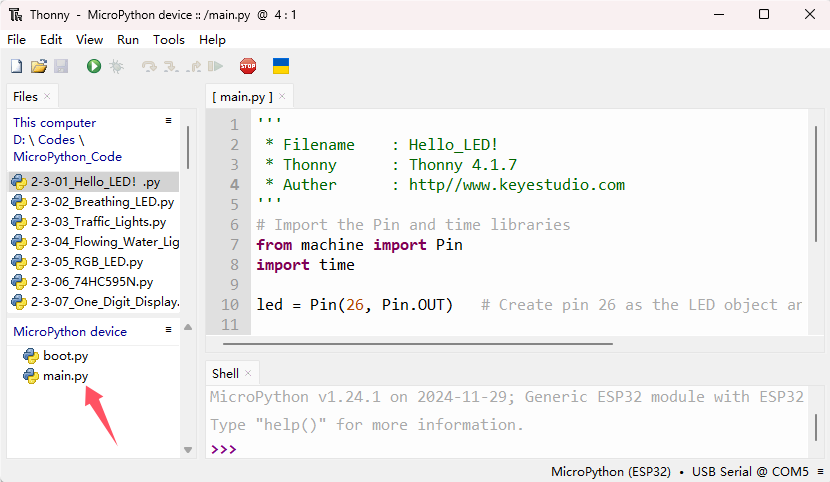 Thonny - MicroPython device :: /main.py @ 4 : 1
File Edit View Run Tools Help
STOP
Files ×
This computer ≡
D: \ Codes \
MicroPython_Code
2-3-01_Hello_LED! .py
2-3-02_Breathing_LED.py
2-3-03_Traffic_Lights.py
2-3-04_Flowing_Water_Lig
2-3-05_RGB_LED.py
2-3-06_74HC595N.py
2-3-07_One_Digit_Display.
MicroPython device ≡
boot.py
main.py
[ main.py ] ×
1 '''
2 * Filename : Hello_LED!
3 * Thonny : Thonny 4.1.7
4 * Auther : http//www.keyestudio.com
5 '''
6 # Import the Pin and time libraries
7 from machine import Pin
8 import time
9
10 led = Pin(26, Pin.OUT) # Create pin 26 as the LED object an
11
Shell ×
MicroPython v1.24.1 on 2024-11-29; Generic ESP32 module with ESP32
Type "help()" for more information.
>>>
MicroPython (ESP32) • USB Serial @ COM5 ≡